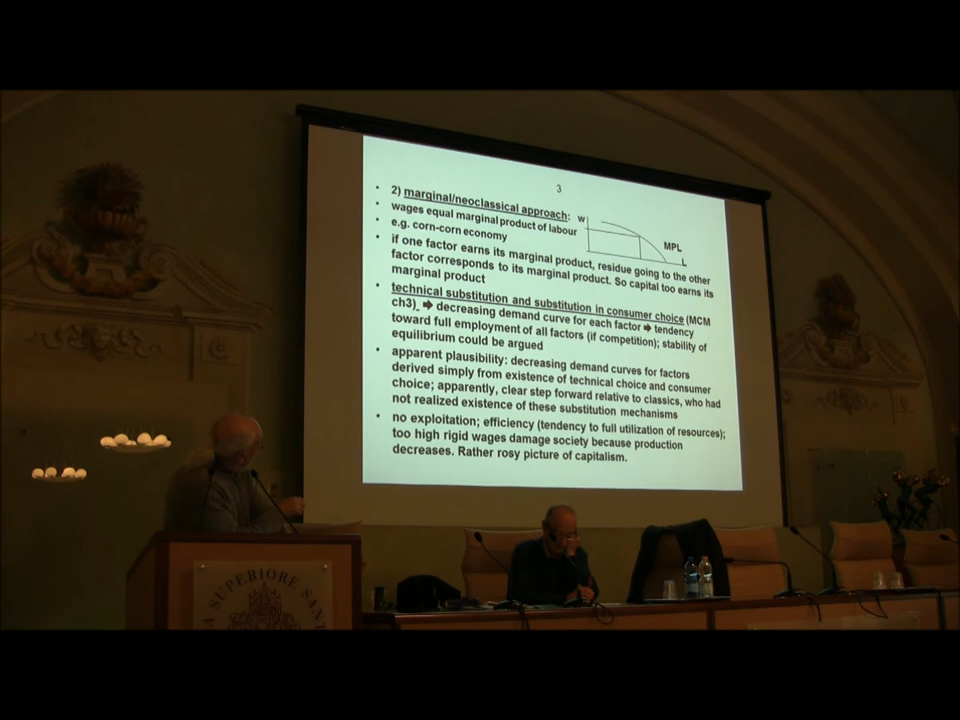 3
• 2) marginal/neoclassical approach:
• wages equal marginal product of labour
• e.g. corn-corn economy
w
MPL
L
• if one factor earns its marginal product, residue going to the other
factor corresponds to its marginal product. So capital too earns its
marginal product
• technical substitution and substitution in consumer choice (MCM
ch3) ➡ decreasing demand curve for each factor ➡ tendency
toward full employment of all factors (if competition); stability of
equilibrium could be argued
• apparent plausibility: decreasing demand curves for factors
derived simply from existence of technical choice and consumer
choice; apparently, clear step forward relative to classics, who had
not realized existence of these substitution mechanisms
• no exploitation; efficiency (tendency to full utilization of resources);
too high rigid wages damage society because production
decreases. Rather rosy picture of capitalism.
A SUPERIORE SANT